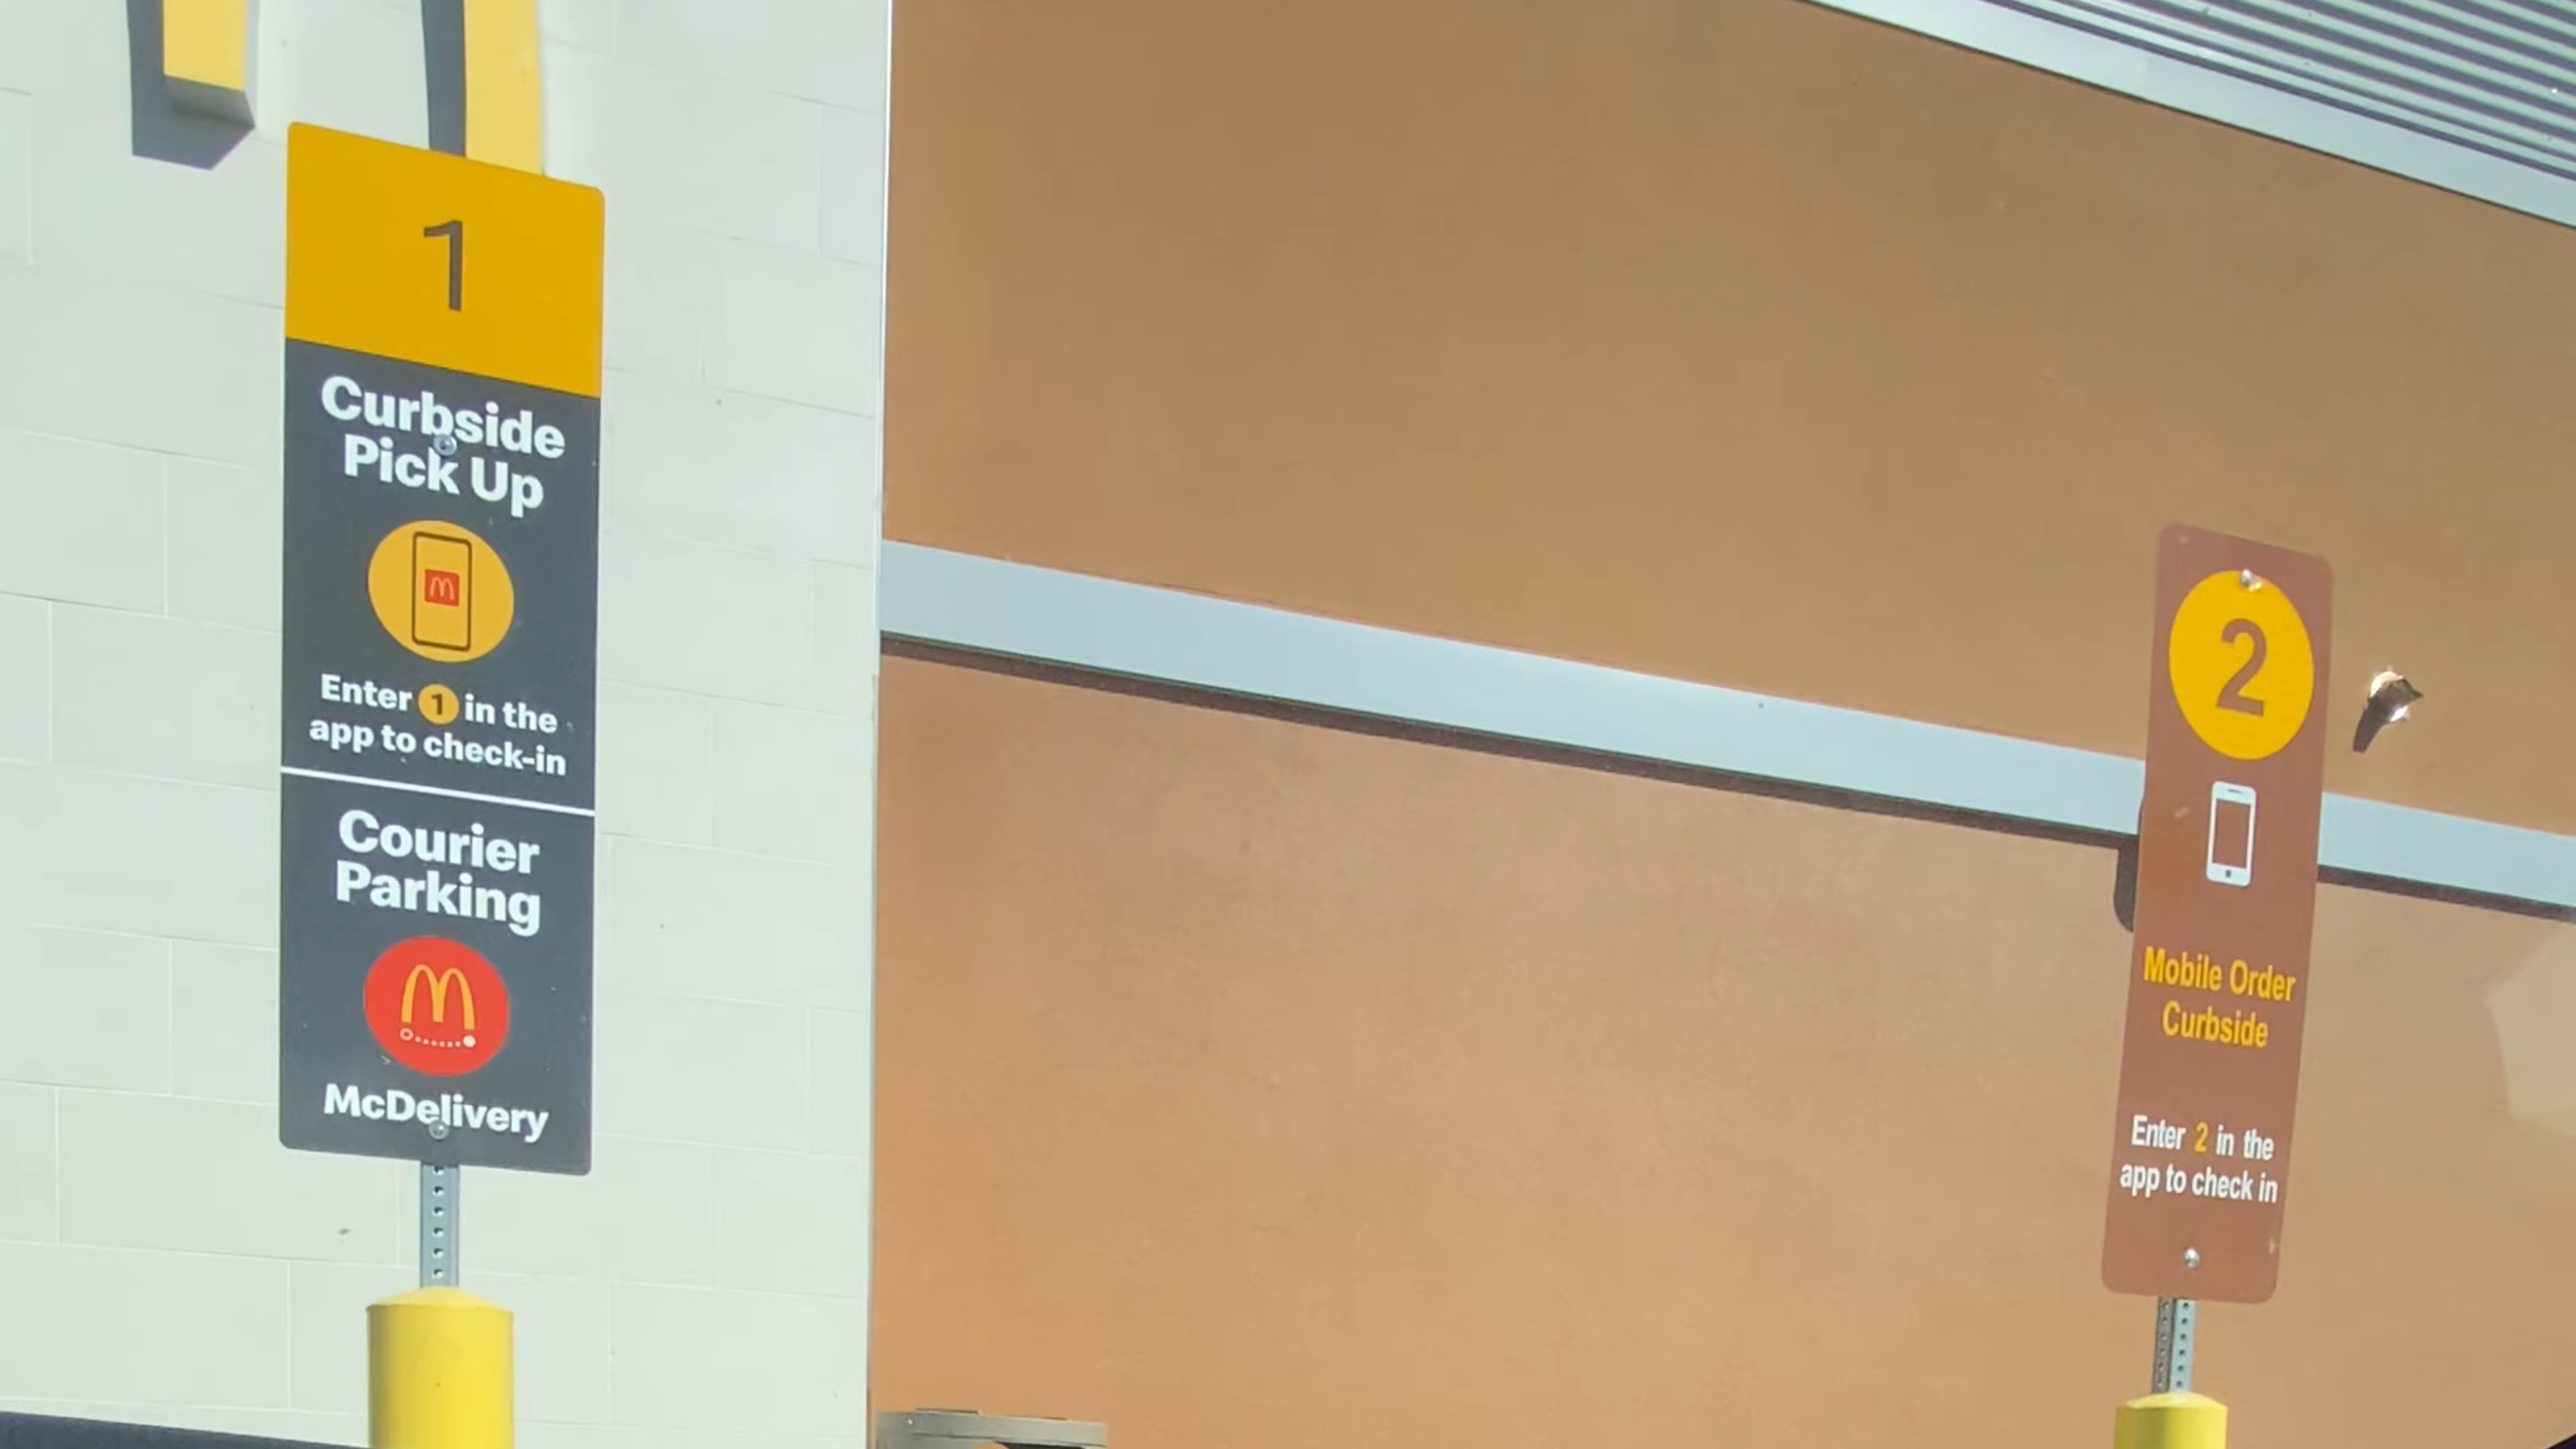 1
Curbside
Pick Up
Enter 1 in the
app to check-in
Courier
Parking
McDelivery
2
Mobile Order
Curbside
Enter 2 in the
app to check in